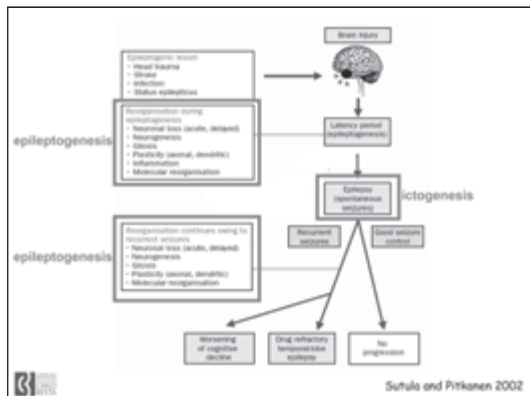 Brain injury
Epileptogenic lesion
• Head trauma
• Stroke
• Infection
• Status epilepticus
Reorganisation during
epileptogenesis
• Neuronal loss (acute, delayed)
• Neurogenesis
• Gliosis
• Plasticity (axonal, dendritic)
• Inflammation
• Molecular reorganisation
epileptogenesis
Latency period
(epileptogenesis)
Epilepsy
(spontaneous
seizures)
ictogenesis
Recurrent
seizures
Good seizure
control
Reorganisation continues owing to
recurrent seizures
• Neuronal loss (acute, delayed)
• Neurogenesis
• Gliosis
• Plasticity (axonal, dendritic)
• Molecular reorganisation
epileptogenesis
Worsening
of cognitive
decline
Drug refractory
temporal-lobe
epilepsy
No
progression
Sutula and Pitkanen 2002